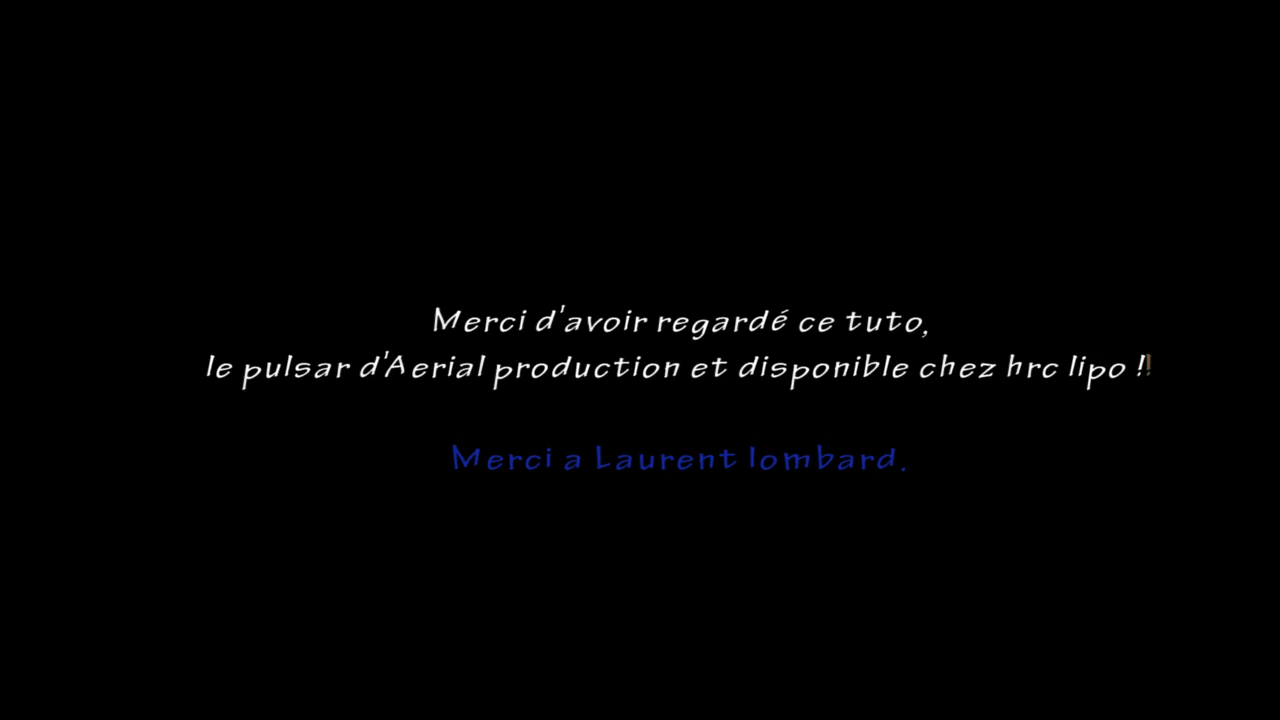 Merci d'avoir regardé ce tuto,
le pulsar d'Aerial production et disponible chez hrc lipo !!
Merci a Laurent lombard.